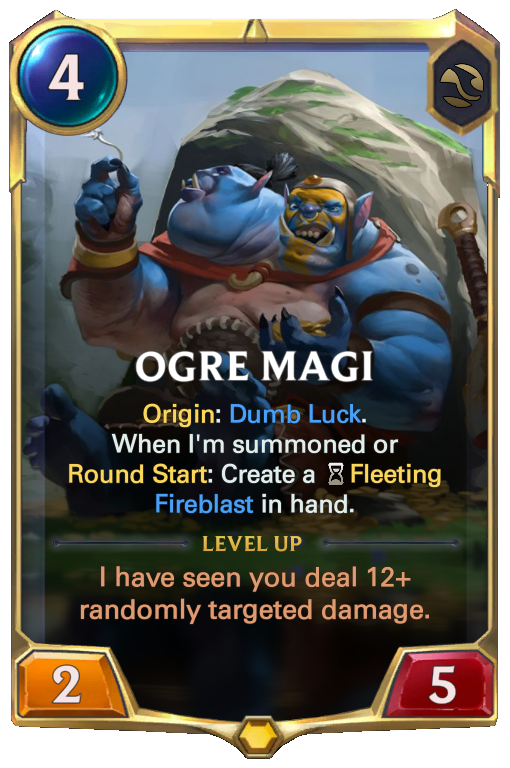 4
OGRE MAGI
Origin: Dumb Luck.
When I'm summoned or
Round Start: Create a Fleeting
Fireblast in hand.
LEVEL UP
I have seen you deal 12+
randomly targeted damage.
2
5